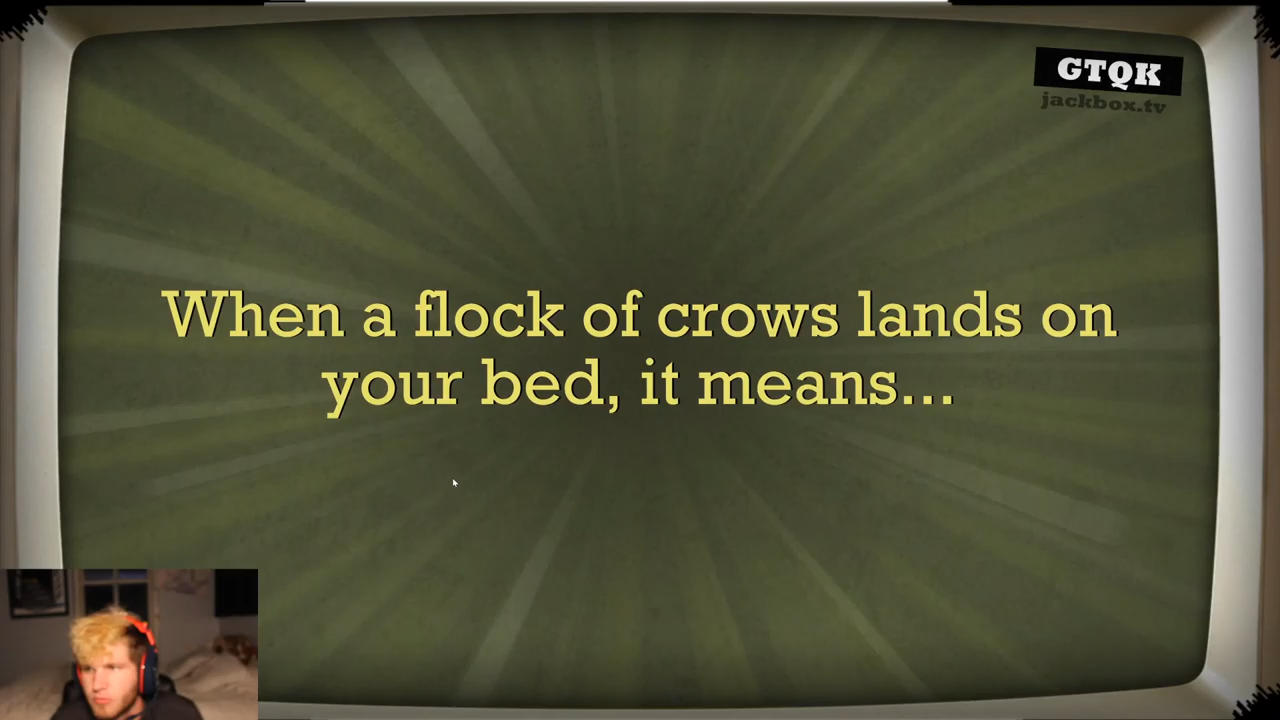 GTQK
jackbox.tv
When a flock of crows lands on
your bed, it means...